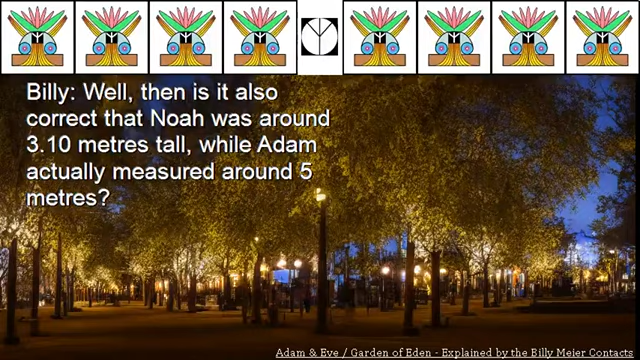 Billy: Well, then is it also
correct that Noah was around
3.10 metres tall, while Adam
actually measured around 5
metres?
Adam & Eve / Garden of Eden - Explained by the Billy Meier Contacts